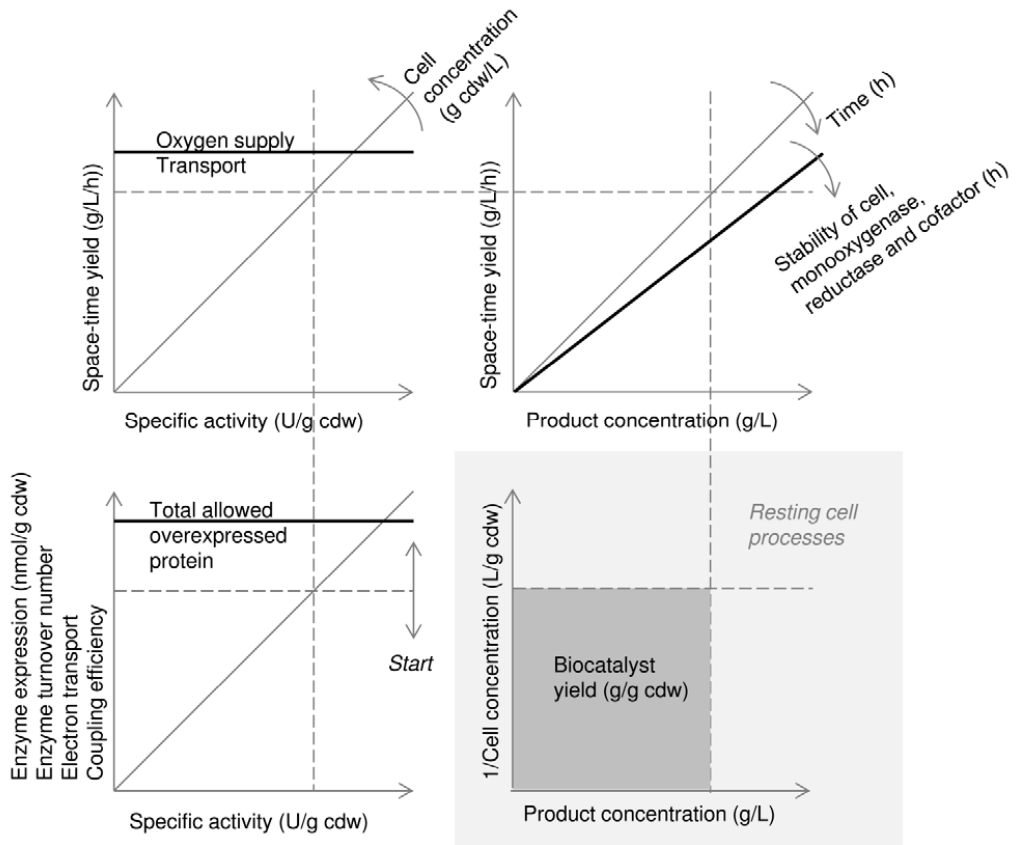 Cell
concentration
(g cdw/L)
Oxygen supply
Transport
Space-time yield (g/L/h))
Specific activity (U/g cdw)
Time (h)
Stability of cell,
monooxygenase,
reductase and cofactor (h)
Space-time yield (g/L/h)
Product concentration (g/L)
Enzyme expression (nmol/g cdw)
Enzyme turnover number
Electron transport
Coupling efficiency
Total allowed
overexpressed
protein
Start
Specific activity (U/g cdw)
Resting cell
processes
1/Cell concentration (L/g cdw)
Biocatalyst
yield (g/g cdw)
Product concentration (g/L)